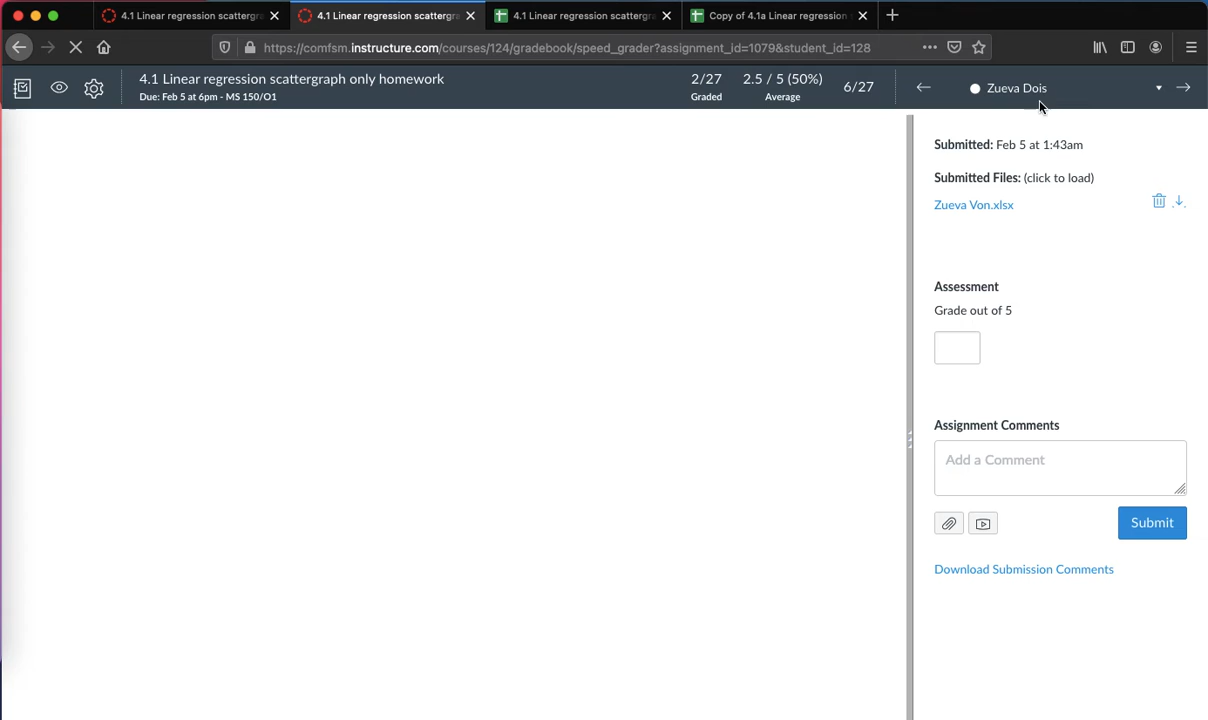 4.1 Linear regression scattergra
4.1 Linear regression scattergra
4.1 Linear regression scattergra
Copy of 4.1a Linear regression
https://comfsm.instructure.com/courses/124/gradebook/speed_grader?assignment_id=1079&student_id=128
4.1 Linear regression scattergraph only homework
Due: Feb 5 at 6pm - MS 150/O1
2/27
Graded
2.5 / 5 (50%)
Average
6/27
Zueva Dois
Submitted: Feb 5 at 1:43am
Submitted Files: (click to load)
Zueva Von.xlsx
Assessment
Grade out of 5
Assignment Comments
Add a Comment
Submit
Download Submission Comments